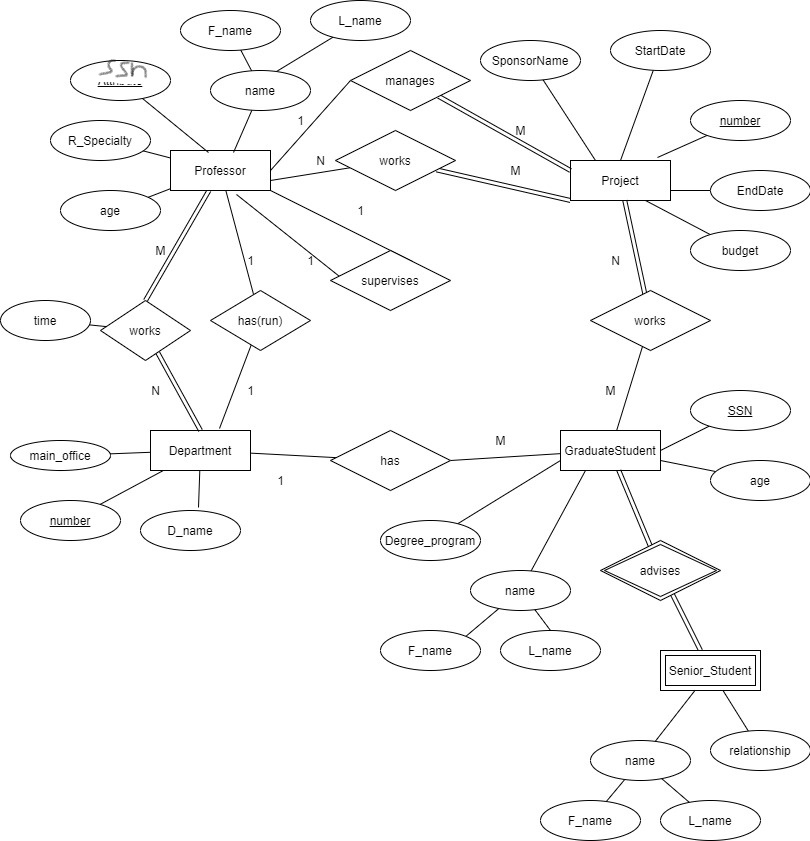 F_name
L_name
SSN
name
manages
SponsorName
StartDate
1
M
number
R_Specialty
Professor
N
works
M
Project
EndDate
age
1
budget
M
1
1
supervises
N
time
works
has(run)
works
N
1
M
main_office
Department
1
has
M
GraduateStudent
SSN
age
number
D_name
Degree_program
name
advises
F_name
L_name
Senior_Student
name
relationship
F_name
L_name